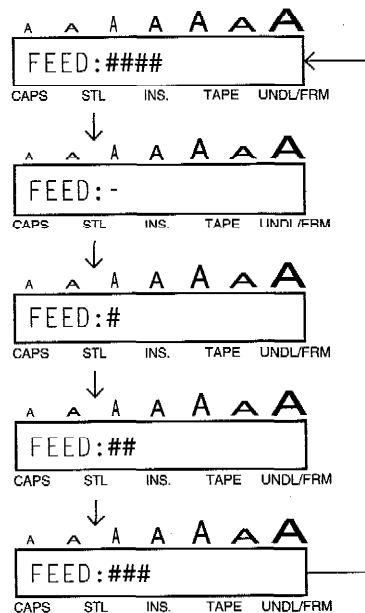 A A A A A A A
FEED:####
CAPS STL INS. TAPE UNDL/FRM
A A A A A A A
FEED:-
CAPS STL INS. TAPE UNDL/FRM
A A A A A A A
FEED:#
CAPS STL INS. TAPE UNDL/FRM
A A A A A A A
FEED:##
CAPS STL INS. TAPE UNDL/FRM
A A A A A A A
FEED:###
CAPS STL INS. TAPE UNDL/FRM